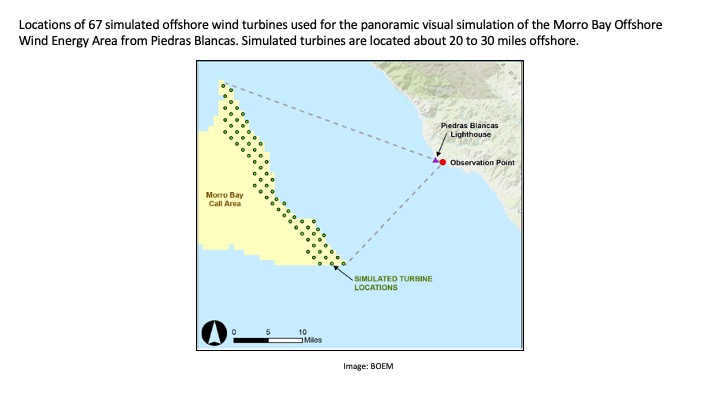 Locations of 67 simulated offshore wind turbines used for the panoramic visual simulation of the Morro Bay Offshore
Wind Energy Area from Piedras Blancas. Simulated turbines are located about 20 to 30 miles offshore.
Piedras Blancas
Lighthouse
Observation Point
Morro Bay
Call Area
SIMULATED TURBINE
LOCATIONS
0 5 10
Miles
Image: BOEM